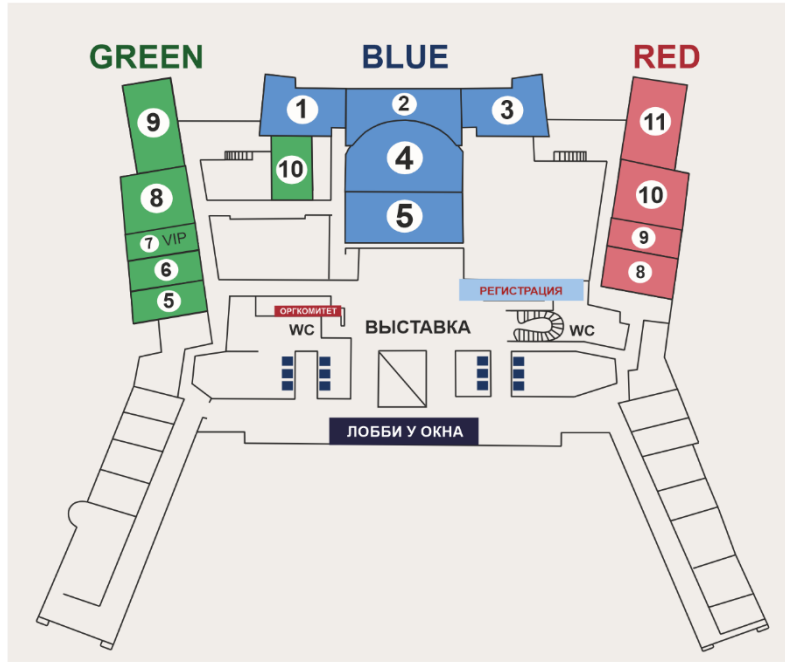 GREEN
BLUE
RED
9
1
2
3
11
10
4
8
10
7 VIP
5
9
6
8
5
РЕГИСТРАЦИЯ
ОРГКОМИТЕТ
WC
ВЫСТАВКА
WC
ЛОББИ У ОКНА